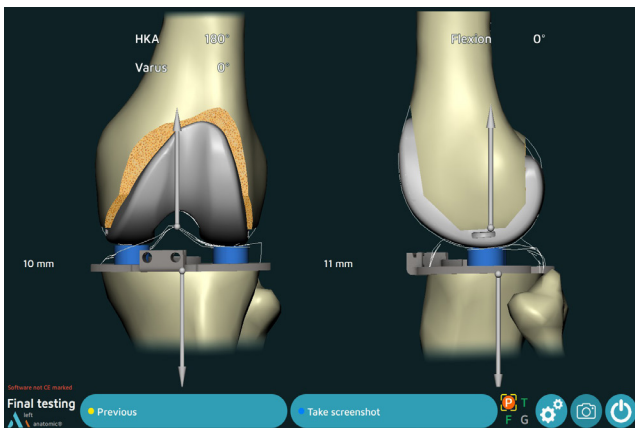 HKA 180°
Varus 0°
Flexion 0°
10 mm
11 mm
Software not CE marked
Final testing
left
anatomic®
Previous
Take screenshot
P T
F G